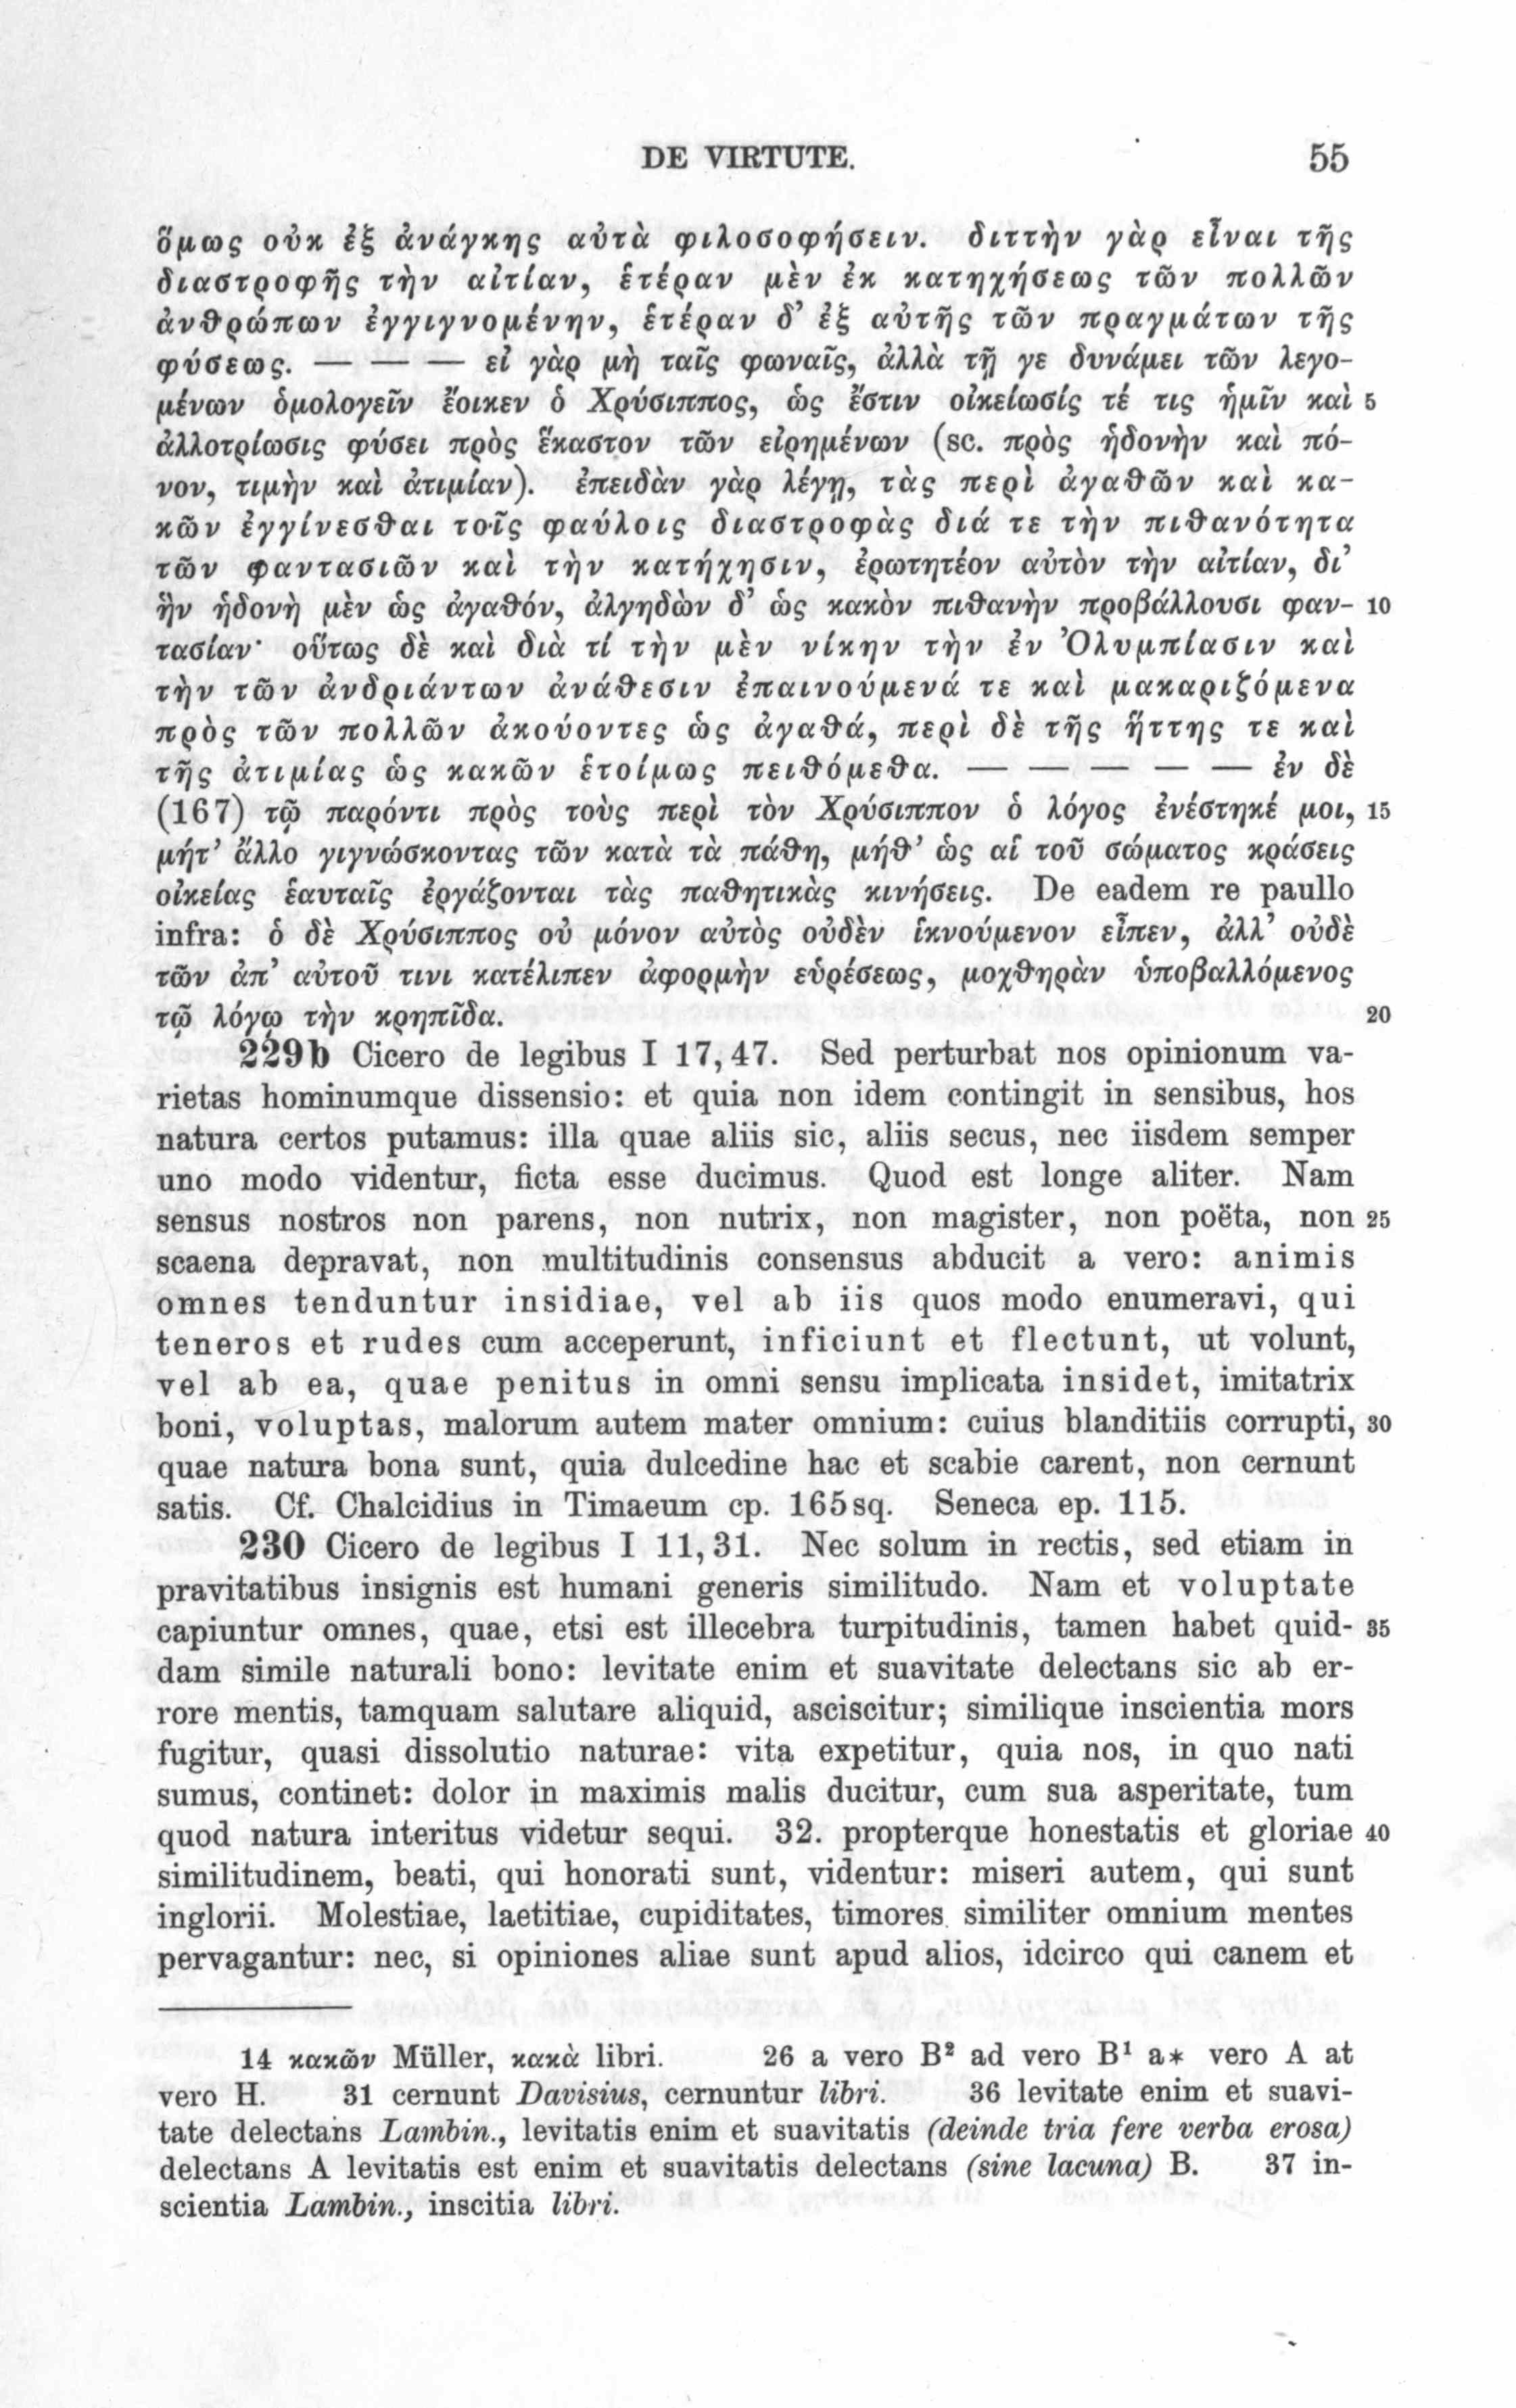 DE VIRTUTE. 55
ὅμως οὐκ ἐξ ἀνάγκης αὐτὰ φιλοσοφήσειν. διττὴν γὰρ εἶναι τῆς
διαστροφῆς τὴν αἰτίαν, ἑτέραν μὲν ἐκ κατηχήσεως τῶν πολλῶν
ἀνθρώπων ἐγγιγνομένην, ἑτέραν δ’ ἐξ αὐτῆς τῶν πραγμάτων τῆς
φύσεως. — — — εἰ γὰρ μὴ ταῖς φωναῖς, ἀλλὰ τῇ γε δυνάμει τῶν λεγο-
μένων ὁμολογεῖν ἔοικεν ὁ Χρύσιππος, ὡς ἔστιν οἰκείωσίς τέ τις ἡμῖν καὶ 5
ἀλλοτρίωσις φύσει πρὸς ἕκαστον τῶν εἰρημένων (sc. πρὸς ἡδονὴν καὶ πό-
νον, τιμὴν καὶ ἀτιμίαν). ἐπειδὰν γὰρ λέγῃ, τὰς περὶ ἀγαθῶν καὶ κα-
κῶν ἐγγίνεσθαι τοῖς φαύλοις διαστροφὰς διά τε τὴν πιθανότητα
τῶν φαντασιῶν καὶ τὴν κατήχησιν, ἐρωτητέον αὐτὸν τὴν αἰτίαν, δι’
ἣν ἡδονὴ μὲν ὡς ἀγαθόν, ἀλγηδὼν δ’ ὡς κακὸν πιθανὴν προβάλλουσι φαν- 10
τασίαν· οὕτως δὲ καὶ διὰ τί τὴν μὲν νίκην τὴν ἐν Ὀλυμπίασιν καὶ
τὴν τῶν ἀνδριάντων ἀνάθεσιν ἐπαινούμενά τε καὶ μακαριζόμενα
πρὸς τῶν πολλῶν ἀκούοντες ὡς ἀγαθά, περὶ δὲ τῆς ἥττης τε καὶ
τῆς ἀτιμίας ὡς κακῶν ἑτοίμως πειθόμεθα. — — — — — ἐν δὲ
(167) τῷ παρόντι πρὸς τοὺς περὶ τὸν Χρύσιππον ὁ λόγος ἐνέστηκέ μοι, 15
μήτ’ ἄλλο γιγνώσκοντας τῶν κατὰ τὰ πάθη, μήθ’ ὡς αἱ τοῦ σώματος κράσεις
οἰκείας ἑαυταῖς ἐργάζονται τὰς παθητικὰς κινήσεις. De eadem re paullo
infra: ὁ δὲ Χρύσιππος οὐ μόνον αὐτὸς οὐδὲν ἱκνούμενον εἶπεν, ἀλλ’ οὐδὲ
τῶν ἀπ’ αὐτοῦ τινι κατέλιπεν ἀφορμὴν εὑρέσεως, μοχθηρὰν ὑποβαλλόμενος
τῷ λόγῳ τὴν κρηπῖδα. 20
229b Cicero de legibus I 17, 47. Sed perturbat nos opinionum va-
rietas hominumque dissensio: et quia non idem contingit in sensibus, hos
natura certos putamus: illa quae aliis sic, aliis secus, nec iisdem semper
uno modo videntur, ficta esse ducimus. Quod est longe aliter. Nam
sensus nostros non parens, non nutrix, non magister, non poëta, non 25
scaena depravat, non multitudinis consensus abducit a vero: animis
omnes tenduntur insidiae, vel ab iis quos modo enumeravi, qui
teneros et rudes cum acceperunt, inficiunt et flectunt, ut volunt,
vel ab ea, quae penitus in omni sensu implicata insidet, imitatrix
boni, voluptas, malorum autem mater omnium: cuius blanditiis corrupti, 30
quae natura bona sunt, quia dulcedine hac et scabie carent, non cernunt
satis. Cf. Chalcidius in Timaeum cp. 165 sq. Seneca ep. 115.
230 Cicero de legibus I 11, 31. Nec solum in rectis, sed etiam in
pravitatibus insignis est humani generis similitudo. Nam et voluptate
capiuntur omnes, quae, etsi est illecebra turpitudinis, tamen habet quid- 35
dam simile naturali bono: levitate enim et suavitate delectans sic ab er-
rore mentis, tamquam salutare aliquid, asciscitur; similique inscientia mors
fugitur, quasi dissolutio naturae: vita expetitur, quia nos, in quo nati
sumus, continet: dolor in maximis malis ducitur, cum sua asperitate, tum
quod natura interitus videtur sequi. 32. propterque honestatis et gloriae 40
similitudinem, beati, qui honorati sunt, videntur: miseri autem, qui sunt
inglorii. Molestiae, laetitiae, cupiditates, timores similiter omnium mentes
pervagantur: nec, si opiniones aliae sunt apud alios, idcirco qui canem et
14 κακῶν Müller, κακὰ libri. 26 a vero B² ad vero B¹ a* vero A at
vero H. 31 cernunt Davisius, cernuntur libri. 36 levitate enim et suavi-
tate delectans Lambin., levitatis enim et suavitatis (deinde tria fere verba erosa)
delectans A levitatis est enim et suavitatis delectans (sine lacuna) B. 37 in-
scientia Lambin., inscitia libri.